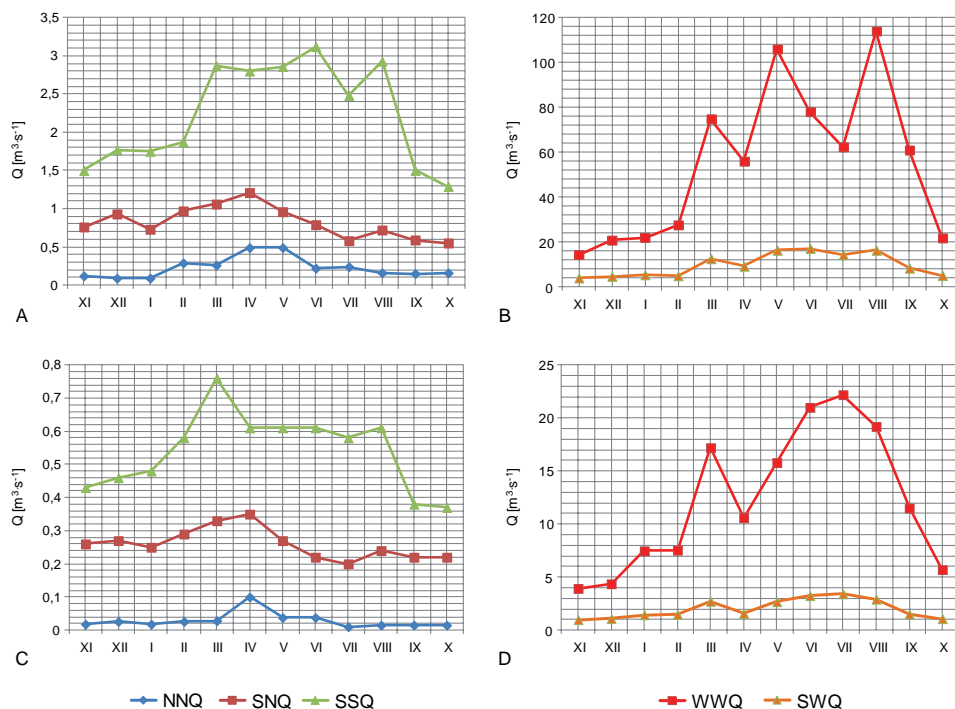 A
Q [m³·s⁻¹]
3,5
3
2,5
2
1,5
1
0,5
0
XI XII I II III IV V VI VII VIII IX X
B
Q [m³·s⁻¹]
120
100
80
60
40
20
0
XI XII I II III IV V VI VII VIII IX X
C
Q [m³·s⁻¹]
0,8
0,7
0,6
0,5
0,4
0,3
0,2
0,1
0
XI XII I II III IV V VI VII VIII IX X
D
Q [m³·s⁻¹]
25
20
15
10
5
0
XI XII I II III IV V VI VII VIII IX X
NNQ SNQ SSQ
WWQ SWQ